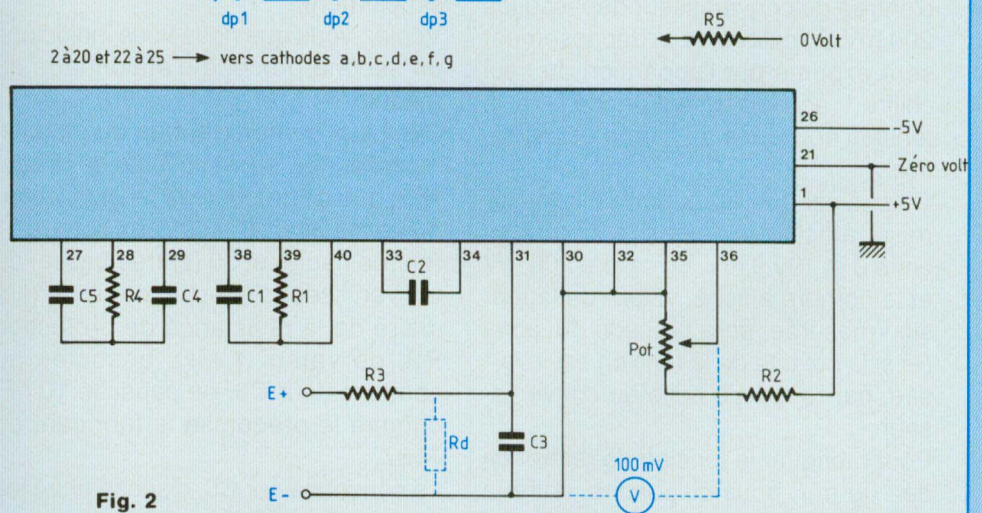 dp1 dp2 dp3
R5
0Volt
2 à 20 et 22 à 25 → vers cathodes a,b,c,d,e,f,g
26
-5V
21
Zéro volt
1
+5V
27 28 29 38 39 40 33 34 31 30 32 35 36
C5 R4 C4 C1 R1 C2
Pot.
R3
R2
E+
Rd
C3
100 mV
E-
V
Fig. 2